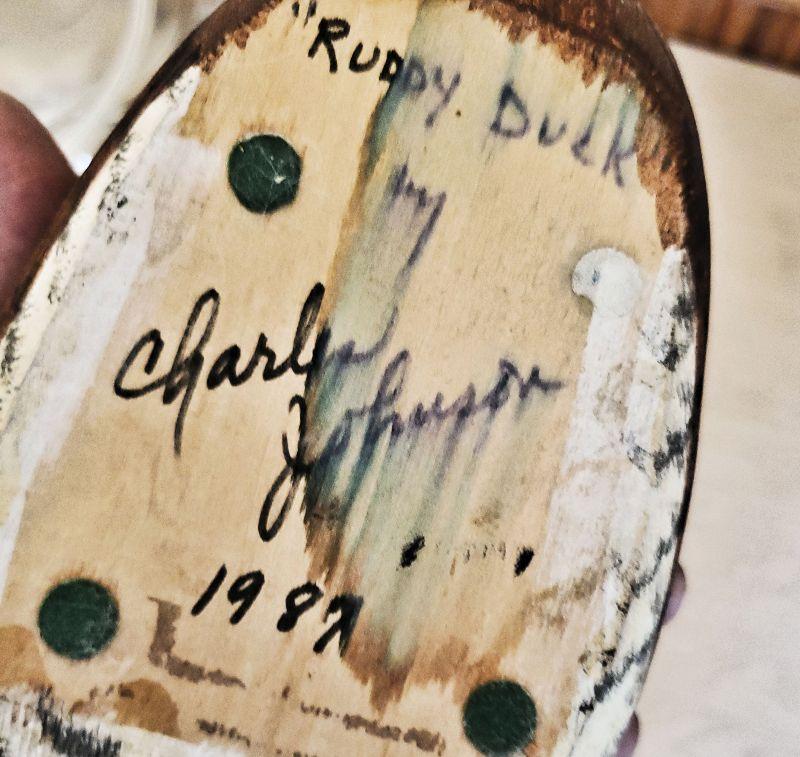 "RUDDY DUCK"
by
Charles
Johnson
1987